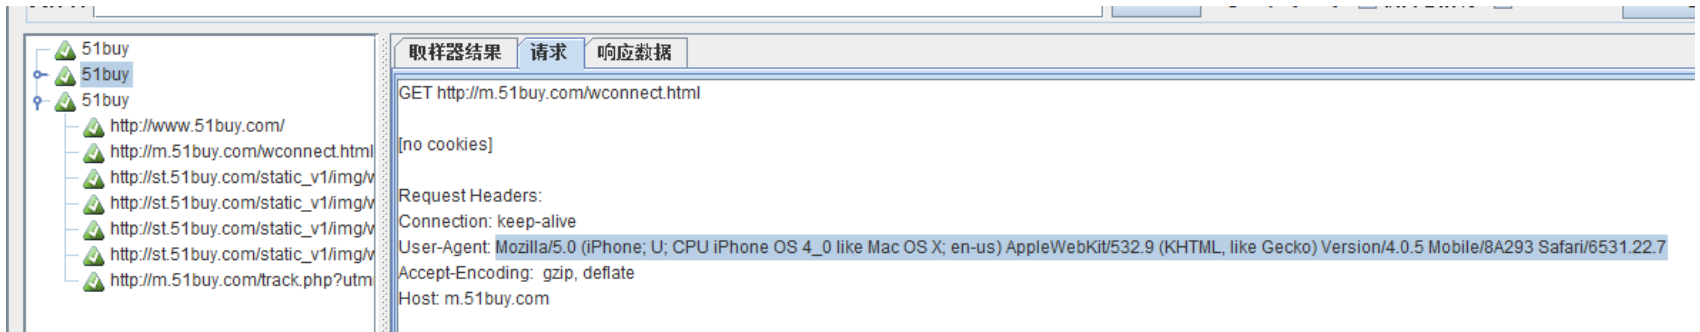 51buy
51buy
51buy
http://www.51buy.com/
http://m.51buy.com/wconnect.html
http://st.51buy.com/static_v1/img/w
http://st.51buy.com/static_v1/img/w
http://st.51buy.com/static_v1/img/w
http://st.51buy.com/static_v1/img/w
http://m.51buy.com/track.php?utm
取样器结果 请求 响应数据
GET http://m.51buy.com/wconnect.html
[no cookies]
Request Headers:
Connection: keep-alive
User-Agent: Mozilla/5.0 (iPhone; U; CPU iPhone OS 4_0 like Mac OS X; en-us) AppleWebKit/532.9 (KHTML, like Gecko) Version/4.0.5 Mobile/8A293 Safari/6531.22.7
Accept-Encoding:  gzip, deflate
Host: m.51buy.com